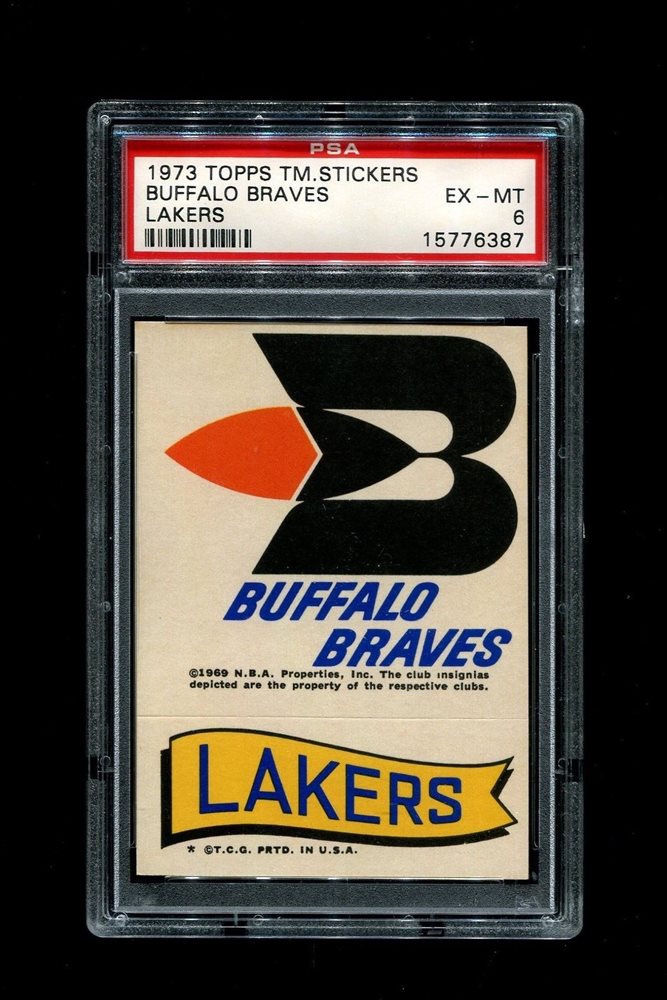 PSA
1973 TOPPS TM.STICKERS
BUFFALO BRAVES EX-MT
LAKERS 6
15776387
BUFFALO
BRAVES
©1969 N.B.A. Properties, Inc. The club insignias
depicted are the property of the respective clubs.
LAKERS
* ©T.C.G. PRTD. IN U.S.A.